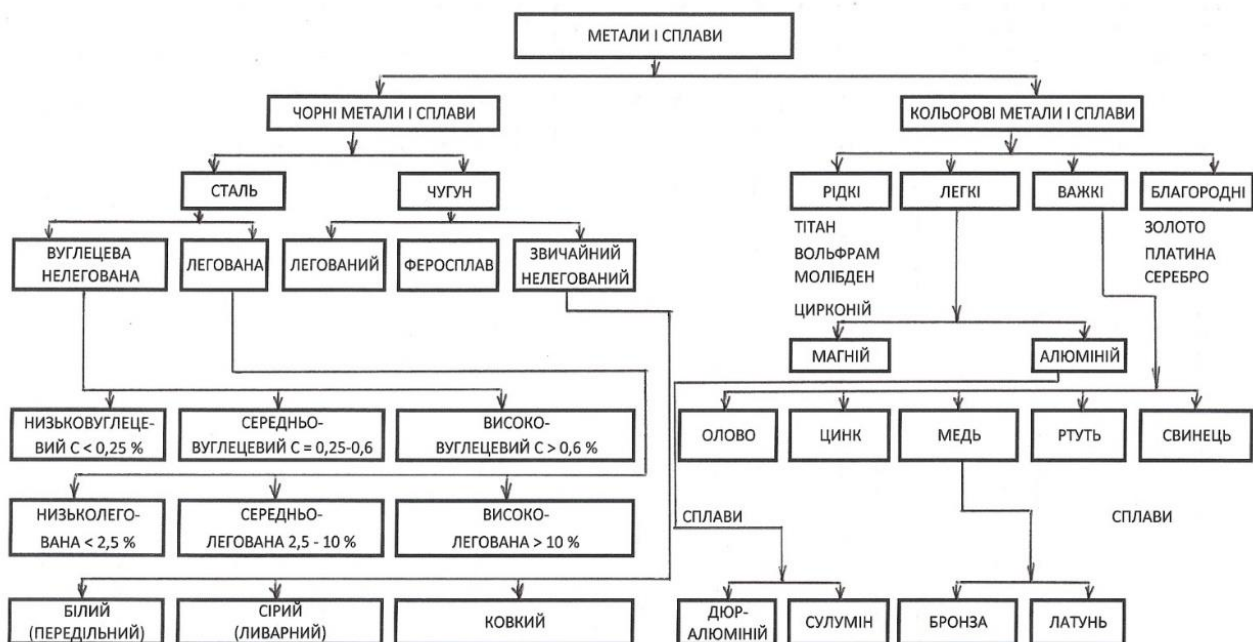 МЕТАЛИ І СПЛАВИ
ЧОРНІ МЕТАЛИ І СПЛАВИ
КОЛЬОРОВІ МЕТАЛИ І СПЛАВИ
СТАЛЬ
ЧУГУН
РІДКІ
ЛЕГКІ
ВАЖКІ
БЛАГОРОДНІ
ВУГЛЕЦЕВА
НЕЛЕГОВАНА
ЛЕГОВАНА
ЛЕГОВАНИЙ
ФЕРОСПЛАВ
ЗВИЧАЙНИЙ
НЕЛЕГОВАНИЙ
ТІТАН
ВОЛЬФРАМ
МОЛІБДЕН
ЦИРКОНІЙ
ЗОЛОТО
ПЛАТИНА
СЕРЕБРО
МАГНІЙ
АЛЮМІНІЙ
НИЗЬКОВУГЛЕЦЕ-
ВИЙ С < 0,25 %
СЕРЕДНЬО-
ВУГЛЕЦЕВИЙ С = 0,25-0,6
ВИСОКО-
ВУГЛЕЦЕВИЙ С > 0,6 %
ОЛОВО
ЦИНК
МЕДЬ
РТУТЬ
СВИНЕЦЬ
НИЗЬКОЛЕГО-
ВАНА < 2,5 %
СЕРЕДНЬО-
ЛЕГОВАНА 2,5 - 10 %
ВИСОКО-
ЛЕГОВАНА > 10 %
СПЛАВИ
СПЛАВИ
БІЛИЙ
(ПЕРЕДІЛЬНИЙ)
СІРИЙ
(ЛИВАРНИЙ)
КОВКИЙ
ДЮР-
АЛЮМІНІЙ
СУЛУМІН
БРОНЗА
ЛАТУНЬ